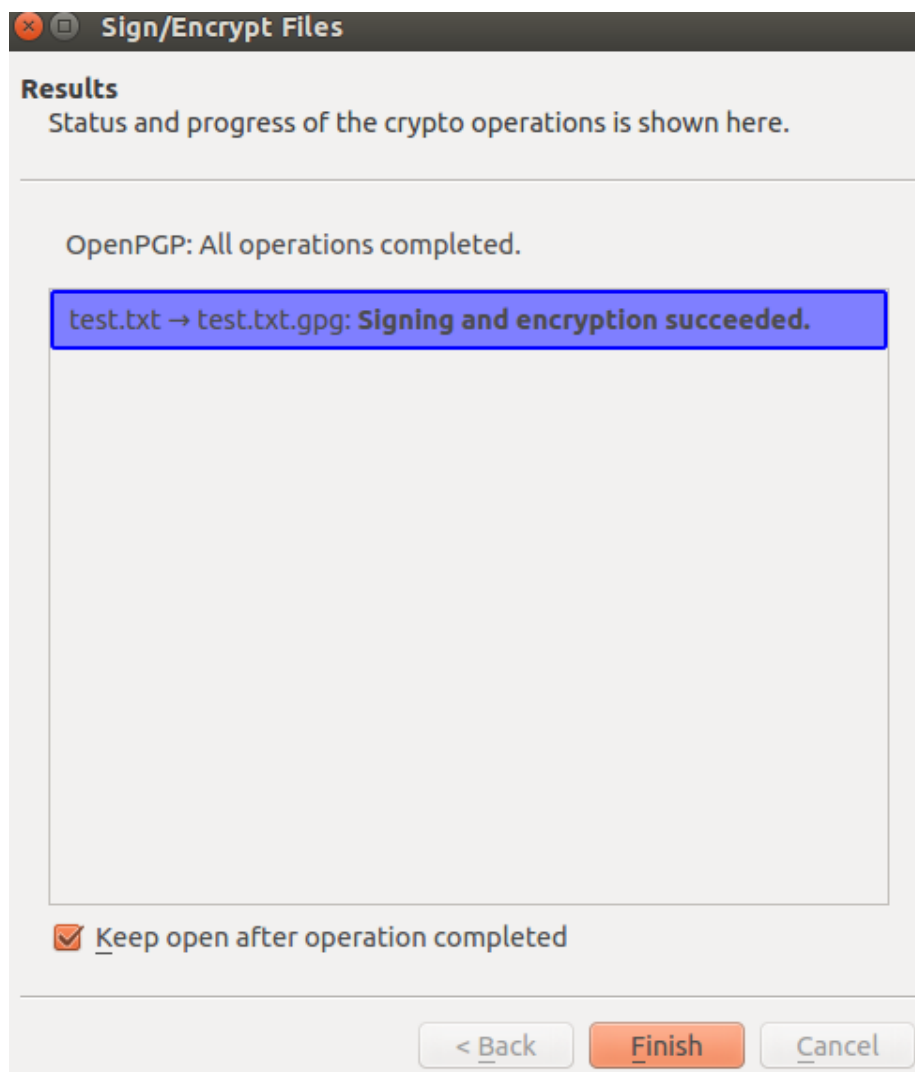 Sign/Encrypt Files
Results
Status and progress of the crypto operations is shown here.
OpenPGP: All operations completed.
test.txt → test.txt.gpg: Signing and encryption succeeded.
Keep open after operation completed
< Back Finish Cancel